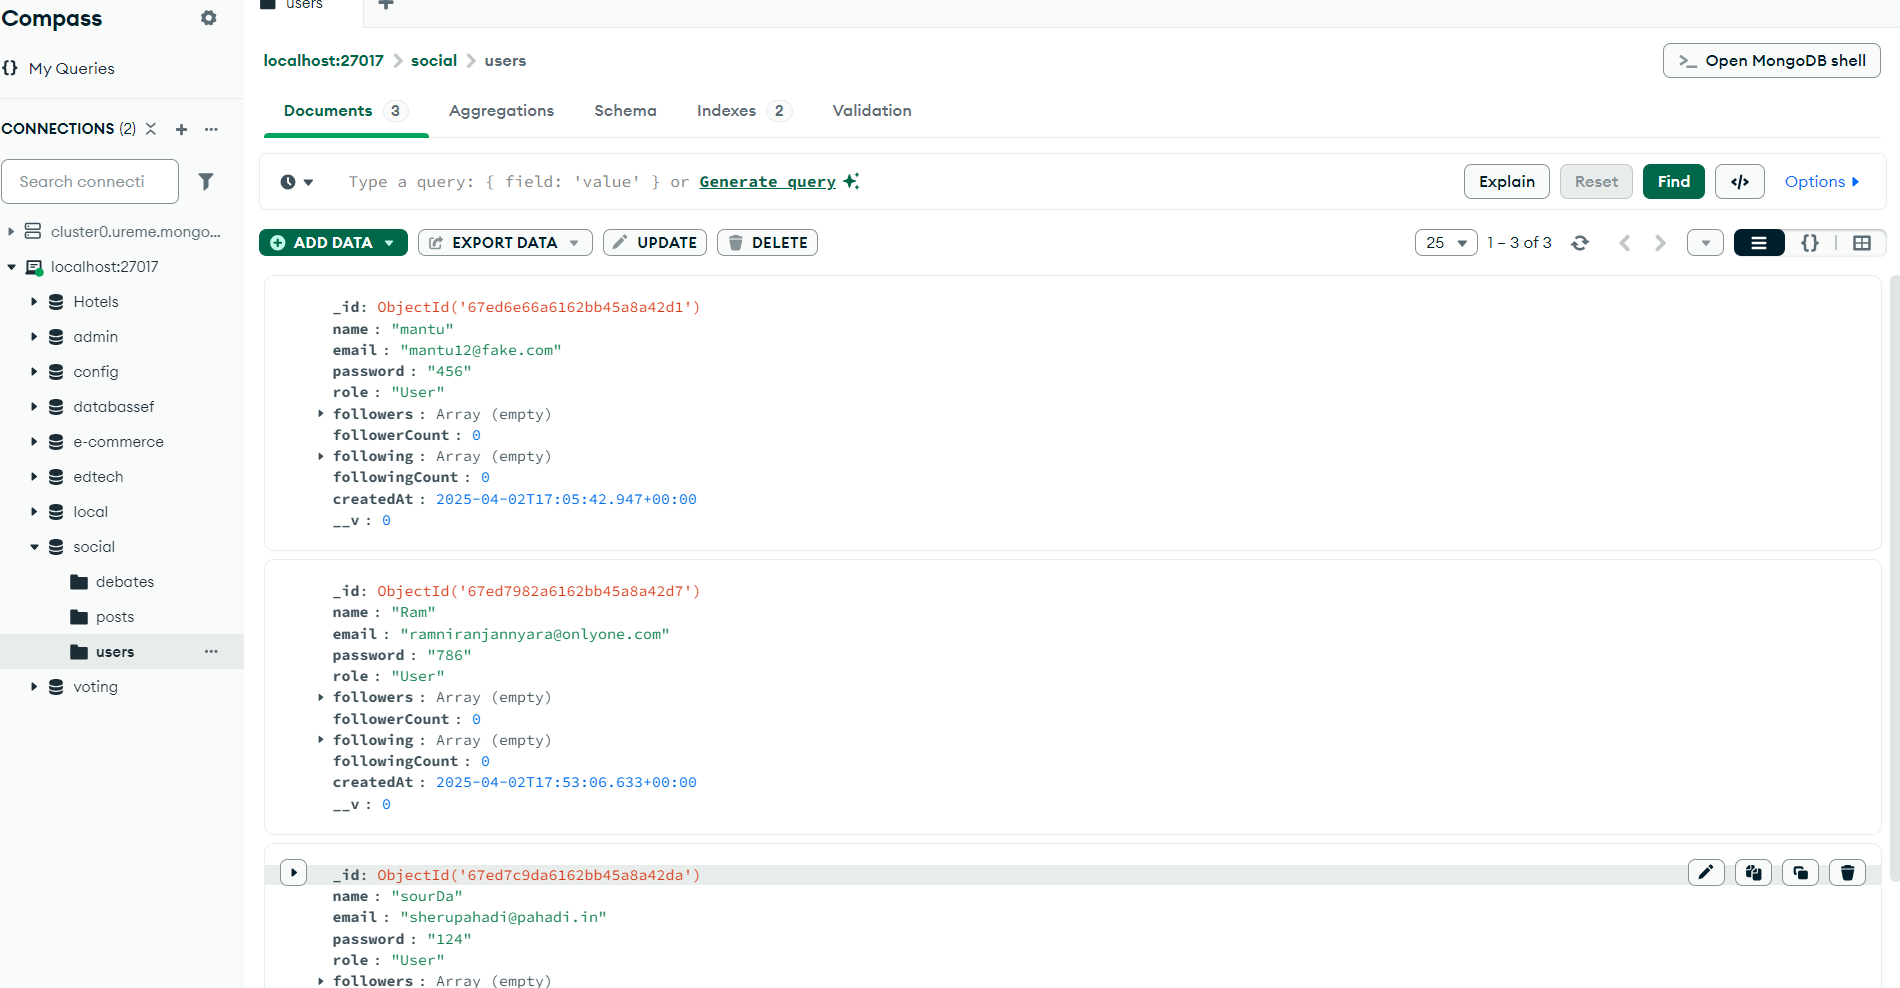 Compass
My Queries
CONNECTIONS (2)
Search connecti
cluster0.ureme.mongo...
localhost:27017
Hotels
admin
config
databassef
e-commerce
edtech
local
social
debates
posts
users
voting
users
localhost:27017 social users
Open MongoDB shell
Documents 3 Aggregations Schema Indexes 2 Validation
Type a query: { field: 'value' } or Generate query
Explain Reset Find </> Options
ADD DATA EXPORT DATA UPDATE DELETE
25 1 – 3 of 3 {}
_id: ObjectId('67ed6e66a6162bb45a8a42d1')
name : "mantu"
email : "mantu12@fake.com"
password : "456"
role : "User"
followers : Array (empty)
followerCount : 0
following : Array (empty)
followingCount : 0
createdAt : 2025-04-02T17:05:42.947+00:00
__v : 0
_id: ObjectId('67ed7982a6162bb45a8a42d7')
name : "Ram"
email : "ramniranjannyara@onlyone.com"
password : "786"
role : "User"
followers : Array (empty)
followerCount : 0
following : Array (empty)
followingCount : 0
createdAt : 2025-04-02T17:53:06.633+00:00
__v : 0
_id: ObjectId('67ed7c9da6162bb45a8a42da')
name : "sourDa"
email : "sherupahadi@pahadi.in"
password : "124"
role : "User"
followers : Array (empty)